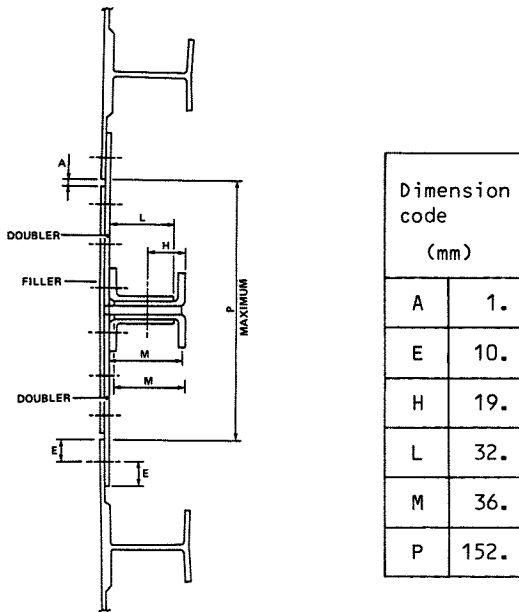 A
L
H
DOUBLER
FILLER
P
MAXIMUM
M
M
DOUBLER
E
E
Dimension
code
(mm)
A 1.
E 10.
H 19.
L 32.
M 36.
P 152.